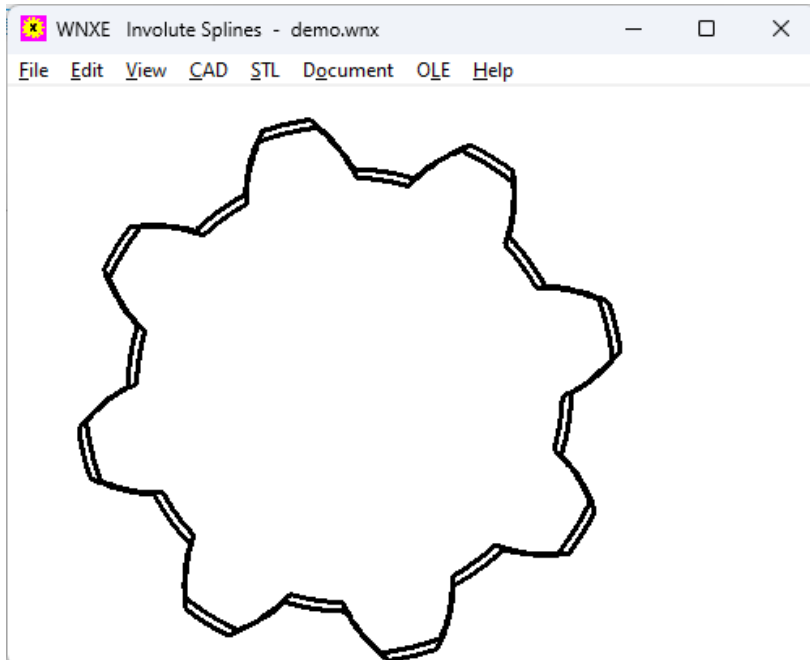 WNXE Involute Splines - demo.wnx
File Edit View CAD STL Document OLE Help